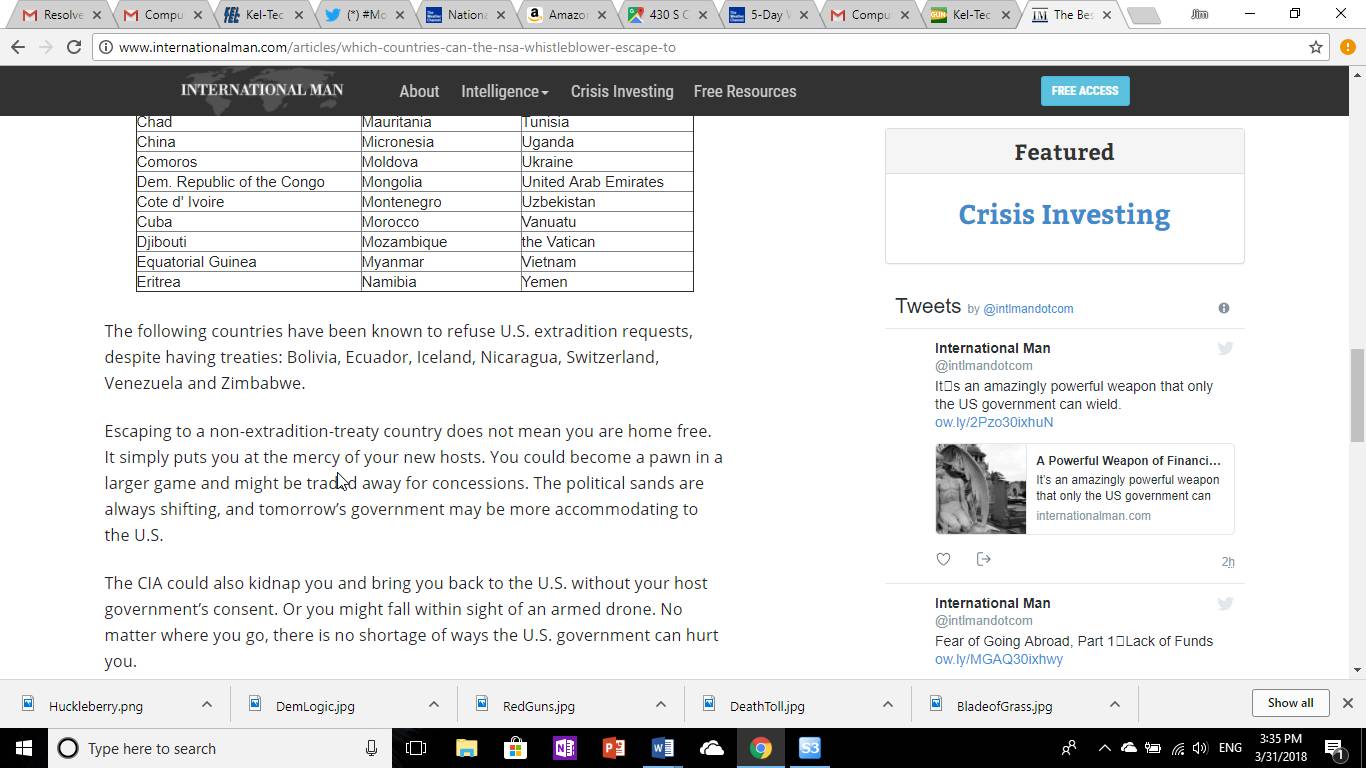 Resolve
Compu
Kel-Tec
(*) #Mo
Nationa
Amazo
430 S C
5-Day W
Compu
Kel-Tec
The Bes
Jim
www.internationalman.com/articles/which-countries-can-the-nsa-whistleblower-escape-to
INTERNATIONAL MAN
About
Intelligence
Crisis Investing
Free Resources
FREE ACCESS
Chad Mauritania Tunisia
China Micronesia Uganda
Comoros Moldova Ukraine
Dem. Republic of the Congo Mongolia United Arab Emirates
Cote d' Ivoire Montenegro Uzbekistan
Cuba Morocco Vanuatu
Djibouti Mozambique the Vatican
Equatorial Guinea Myanmar Vietnam
Eritrea Namibia Yemen
The following countries have been known to refuse U.S. extradition requests,
despite having treaties: Bolivia, Ecuador, Iceland, Nicaragua, Switzerland,
Venezuela and Zimbabwe.
Escaping to a non-extradition-treaty country does not mean you are home free.
It simply puts you at the mercy of your new hosts. You could become a pawn in a
larger game and might be traded away for concessions. The political sands are
always shifting, and tomorrow’s government may be more accommodating to
the U.S.
The CIA could also kidnap you and bring you back to the U.S. without your host
government’s consent. Or you might fall within sight of an armed drone. No
matter where you go, there is no shortage of ways the U.S. government can hurt
you.
Featured
Crisis Investing
Tweets by @intlmandotcom
International Man
@intlmandotcom
It□s an amazingly powerful weapon that only
the US government can wield.
ow.ly/2Pzo30ixhuN
A Powerful Weapon of Financi...
It’s an amazingly powerful weapon
that only the US government can
internationalman.com
2h
International Man
@intlmandotcom
Fear of Going Abroad, Part 1□Lack of Funds
ow.ly/MGAQ30ixhwy
Huckleberry.png
DemLogic.jpg
RedGuns.jpg
DeathToll.jpg
BladeofGrass.jpg
Show all
Type here to search
S3
ENG
3:35 PM
3/31/2018
1